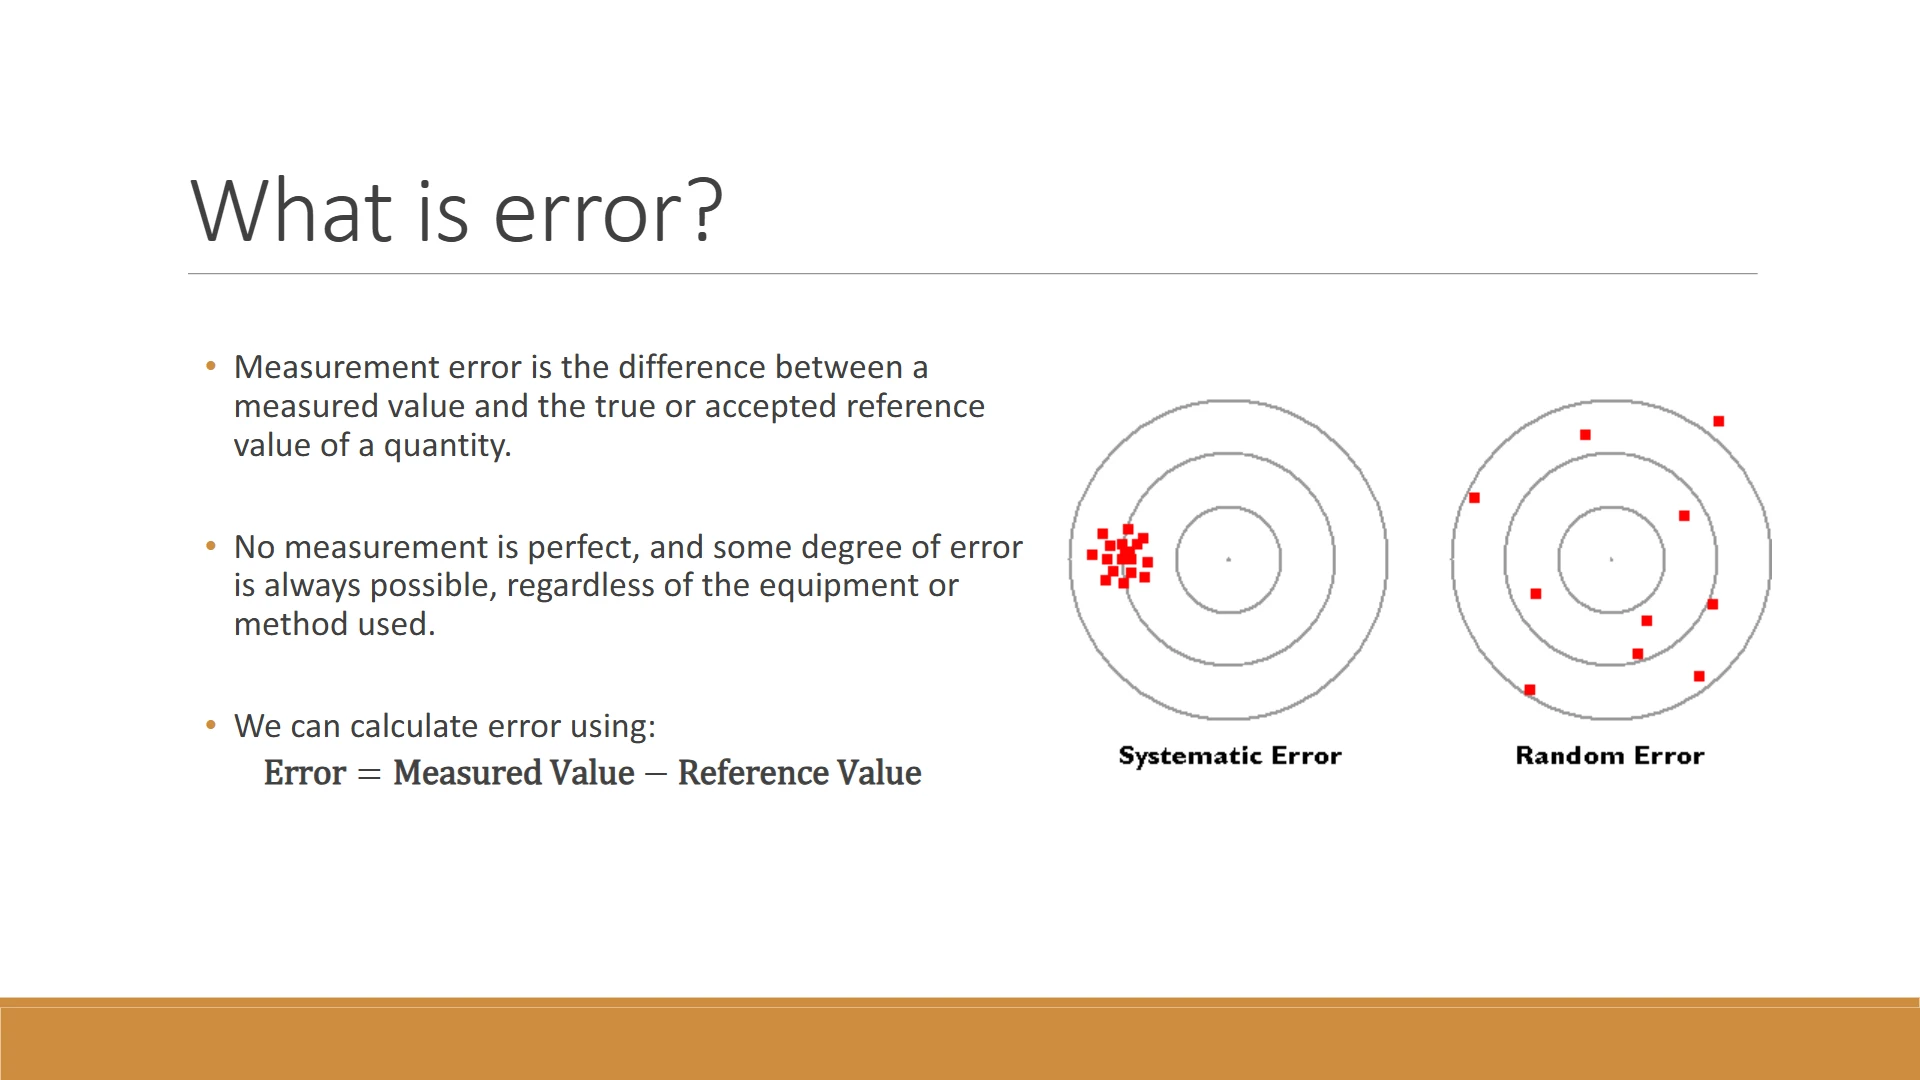 What is error?
• Measurement error is the difference between a
measured value and the true or accepted reference
value of a quantity.
• No measurement is perfect, and some degree of error
is always possible, regardless of the equipment or
method used.
• We can calculate error using:
Error = Measured Value − Reference Value
Systematic Error
Random Error